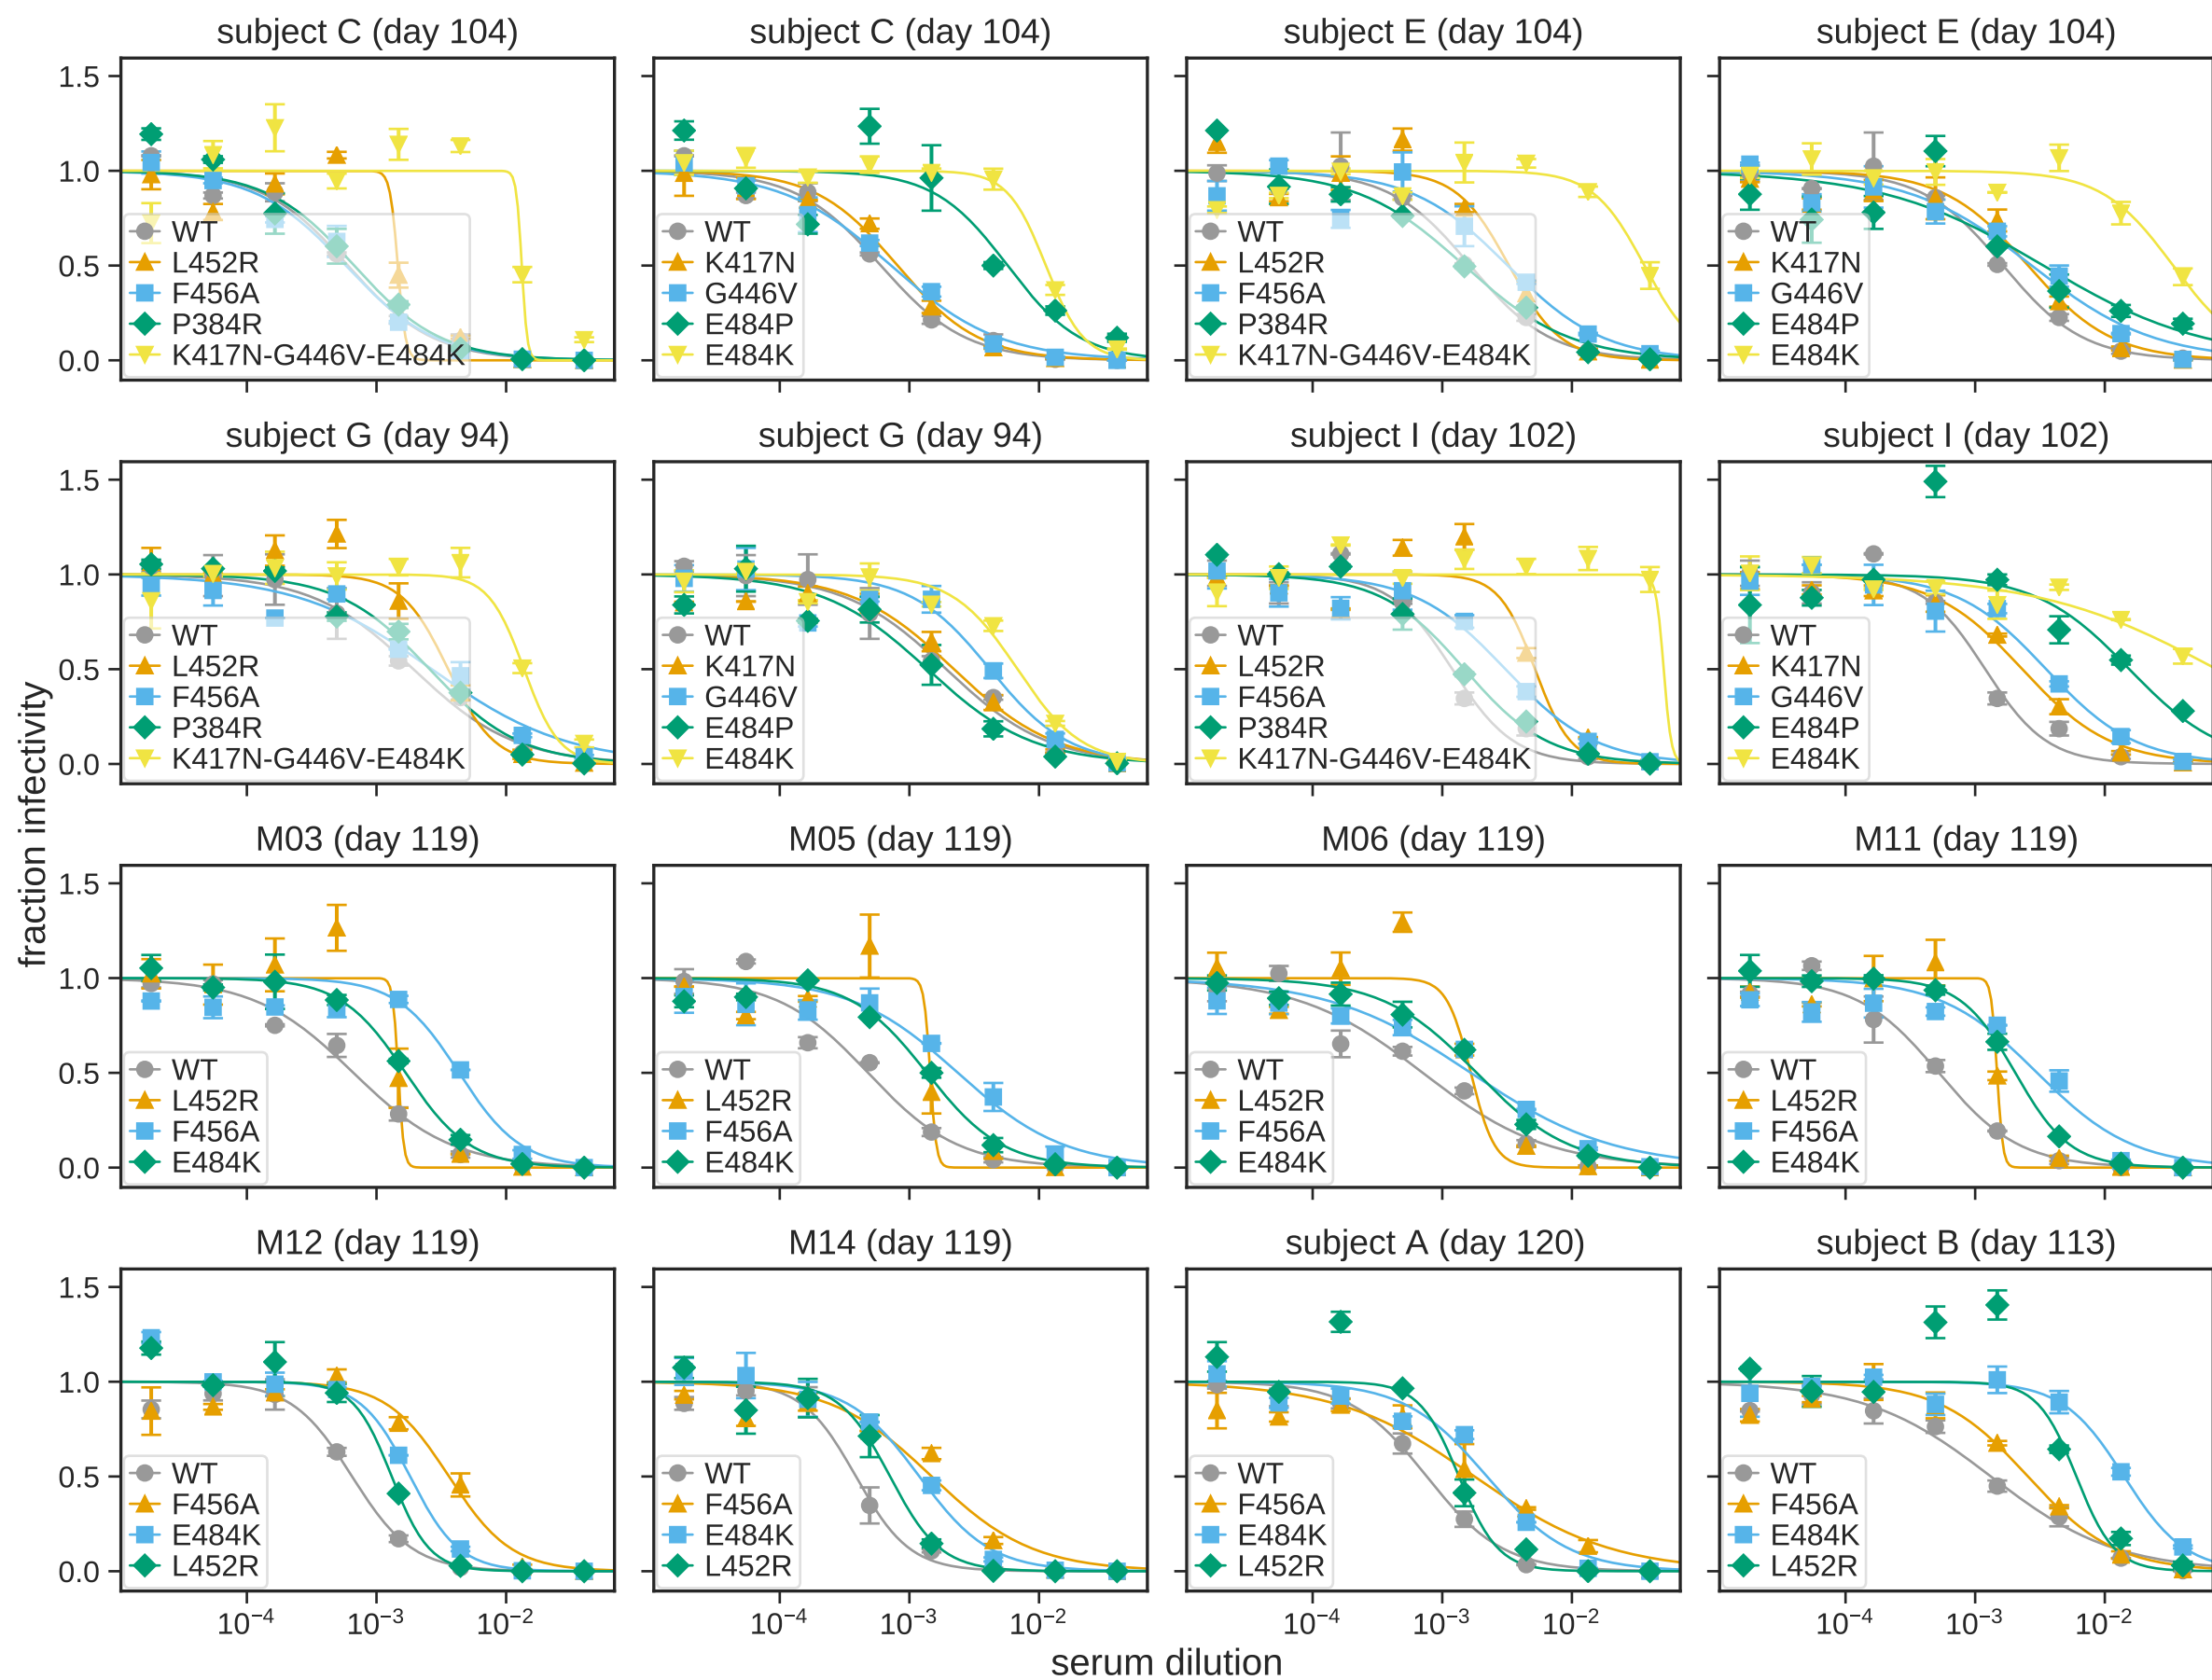 subject C (day 104)
subject C (day 104)
subject E (day 104)
subject E (day 104)
1.5
1.0
0.5
0.0
WT
L452R
F456A
P384R
K417N-G446V-E484K
WT
K417N
G446V
E484P
E484K
WT
L452R
F456A
P384R
K417N-G446V-E484K
WT
K417N
G446V
E484P
E484K
subject G (day 94)
subject G (day 94)
subject I (day 102)
subject I (day 102)
1.5
1.0
0.5
0.0
WT
L452R
F456A
P384R
K417N-G446V-E484K
WT
K417N
G446V
E484P
E484K
WT
L452R
F456A
P384R
K417N-G446V-E484K
WT
K417N
G446V
E484P
E484K
fraction infectivity
M03 (day 119)
M05 (day 119)
M06 (day 119)
M11 (day 119)
1.5
1.0
0.5
0.0
WT
L452R
F456A
E484K
WT
L452R
F456A
E484K
WT
L452R
F456A
E484K
WT
L452R
F456A
E484K
M12 (day 119)
M14 (day 119)
subject A (day 120)
subject B (day 113)
1.5
1.0
0.5
0.0
WT
F456A
E484K
L452R
WT
F456A
E484K
L452R
WT
F456A
E484K
L452R
WT
F456A
E484K
L452R
10⁻⁴ 10⁻³ 10⁻²
10⁻⁴ 10⁻³ 10⁻²
10⁻⁴ 10⁻³ 10⁻²
10⁻⁴ 10⁻³ 10⁻²
serum dilution